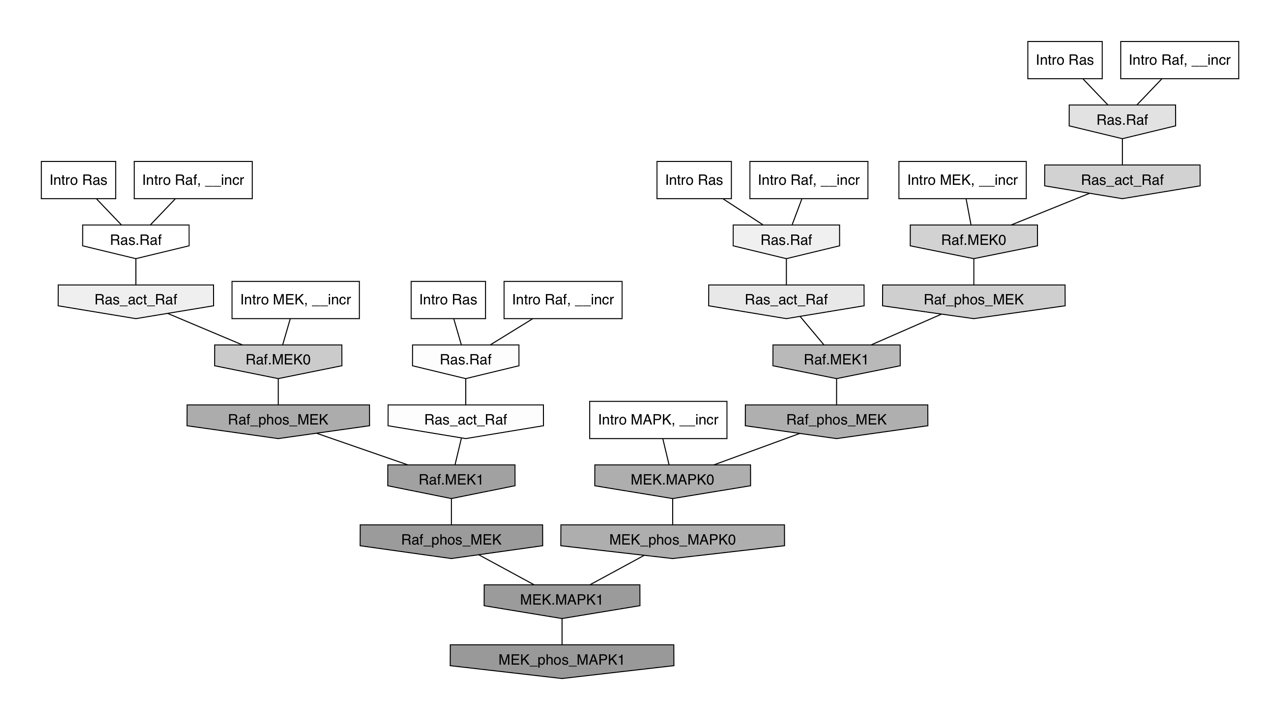 Intro Ras
Intro Raf, __incr
Ras.Raf
Intro Ras
Intro Raf, __incr
Intro Ras
Intro Raf, __incr
Intro MEK, __incr
Ras_act_Raf
Ras.Raf
Ras.Raf
Raf.MEK0
Ras_act_Raf
Intro MEK, __incr
Intro Ras
Intro Raf, __incr
Ras_act_Raf
Raf_phos_MEK
Raf.MEK0
Ras.Raf
Raf.MEK1
Raf_phos_MEK
Ras_act_Raf
Intro MAPK, __incr
Raf_phos_MEK
Raf.MEK1
MEK.MAPK0
Raf_phos_MEK
MEK_phos_MAPK0
MEK.MAPK1
MEK_phos_MAPK1